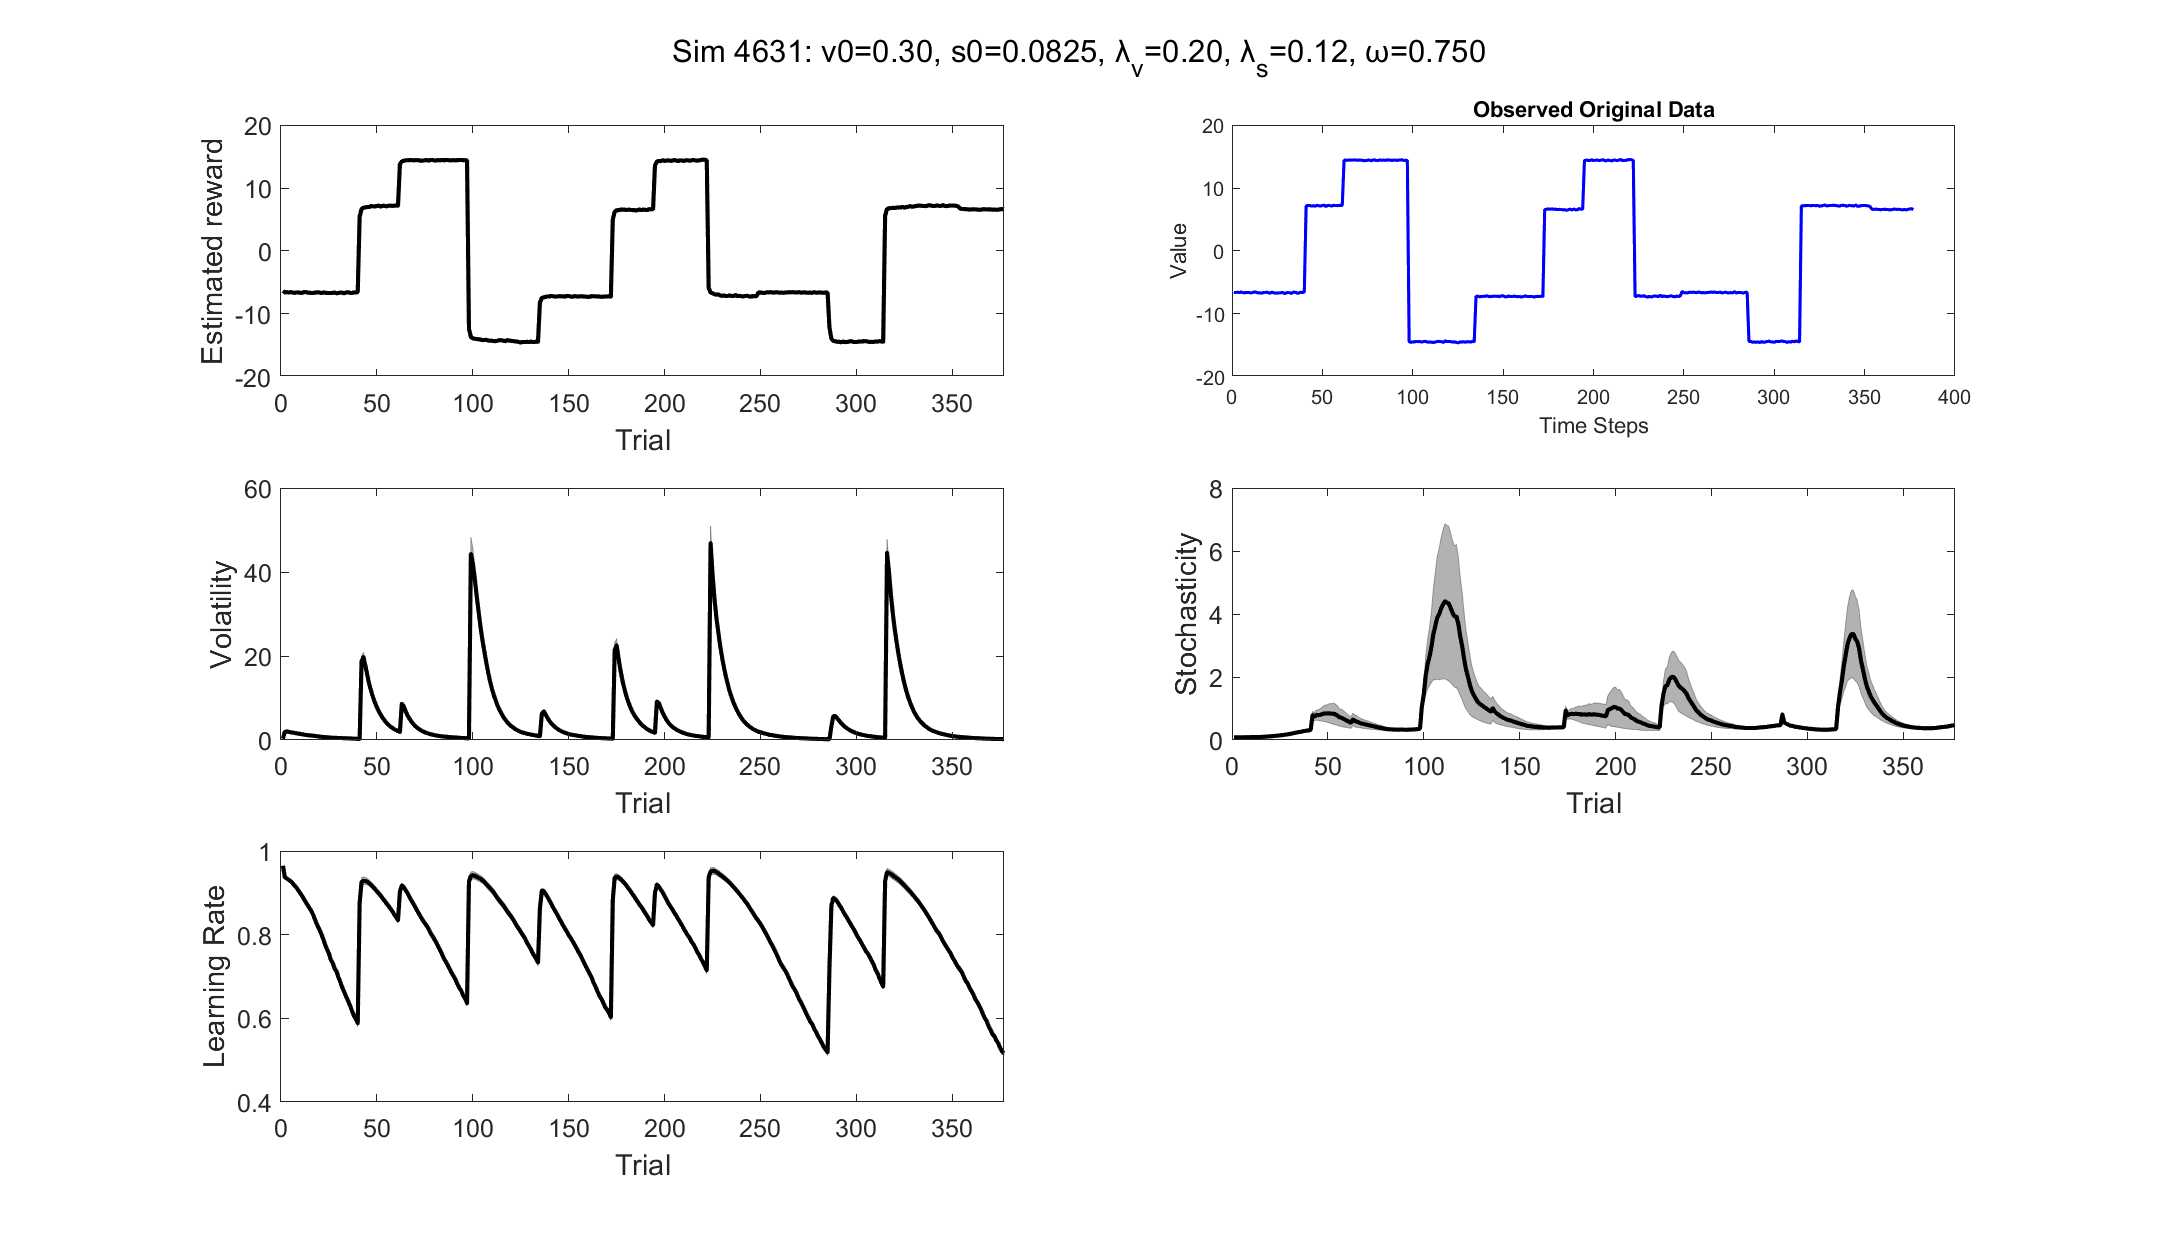 Sim 4631: v0=0.30, s0=0.0825, λ_v=0.20, λ_s=0.12, ω=0.750
Estimated reward
20
10
0
-10
-20
0 50 100 150 200 250 300 350
Trial
Observed Original Data
Value
20
10
0
-10
-20
0 50 100 150 200 250 300 350 400
Time Steps
Volatility
60
40
20
0
0 50 100 150 200 250 300 350
Trial
Stochasticity
8
6
4
2
0
0 50 100 150 200 250 300 350
Trial
Learning Rate
1
0.8
0.6
0.4
0 50 100 150 200 250 300 350
Trial